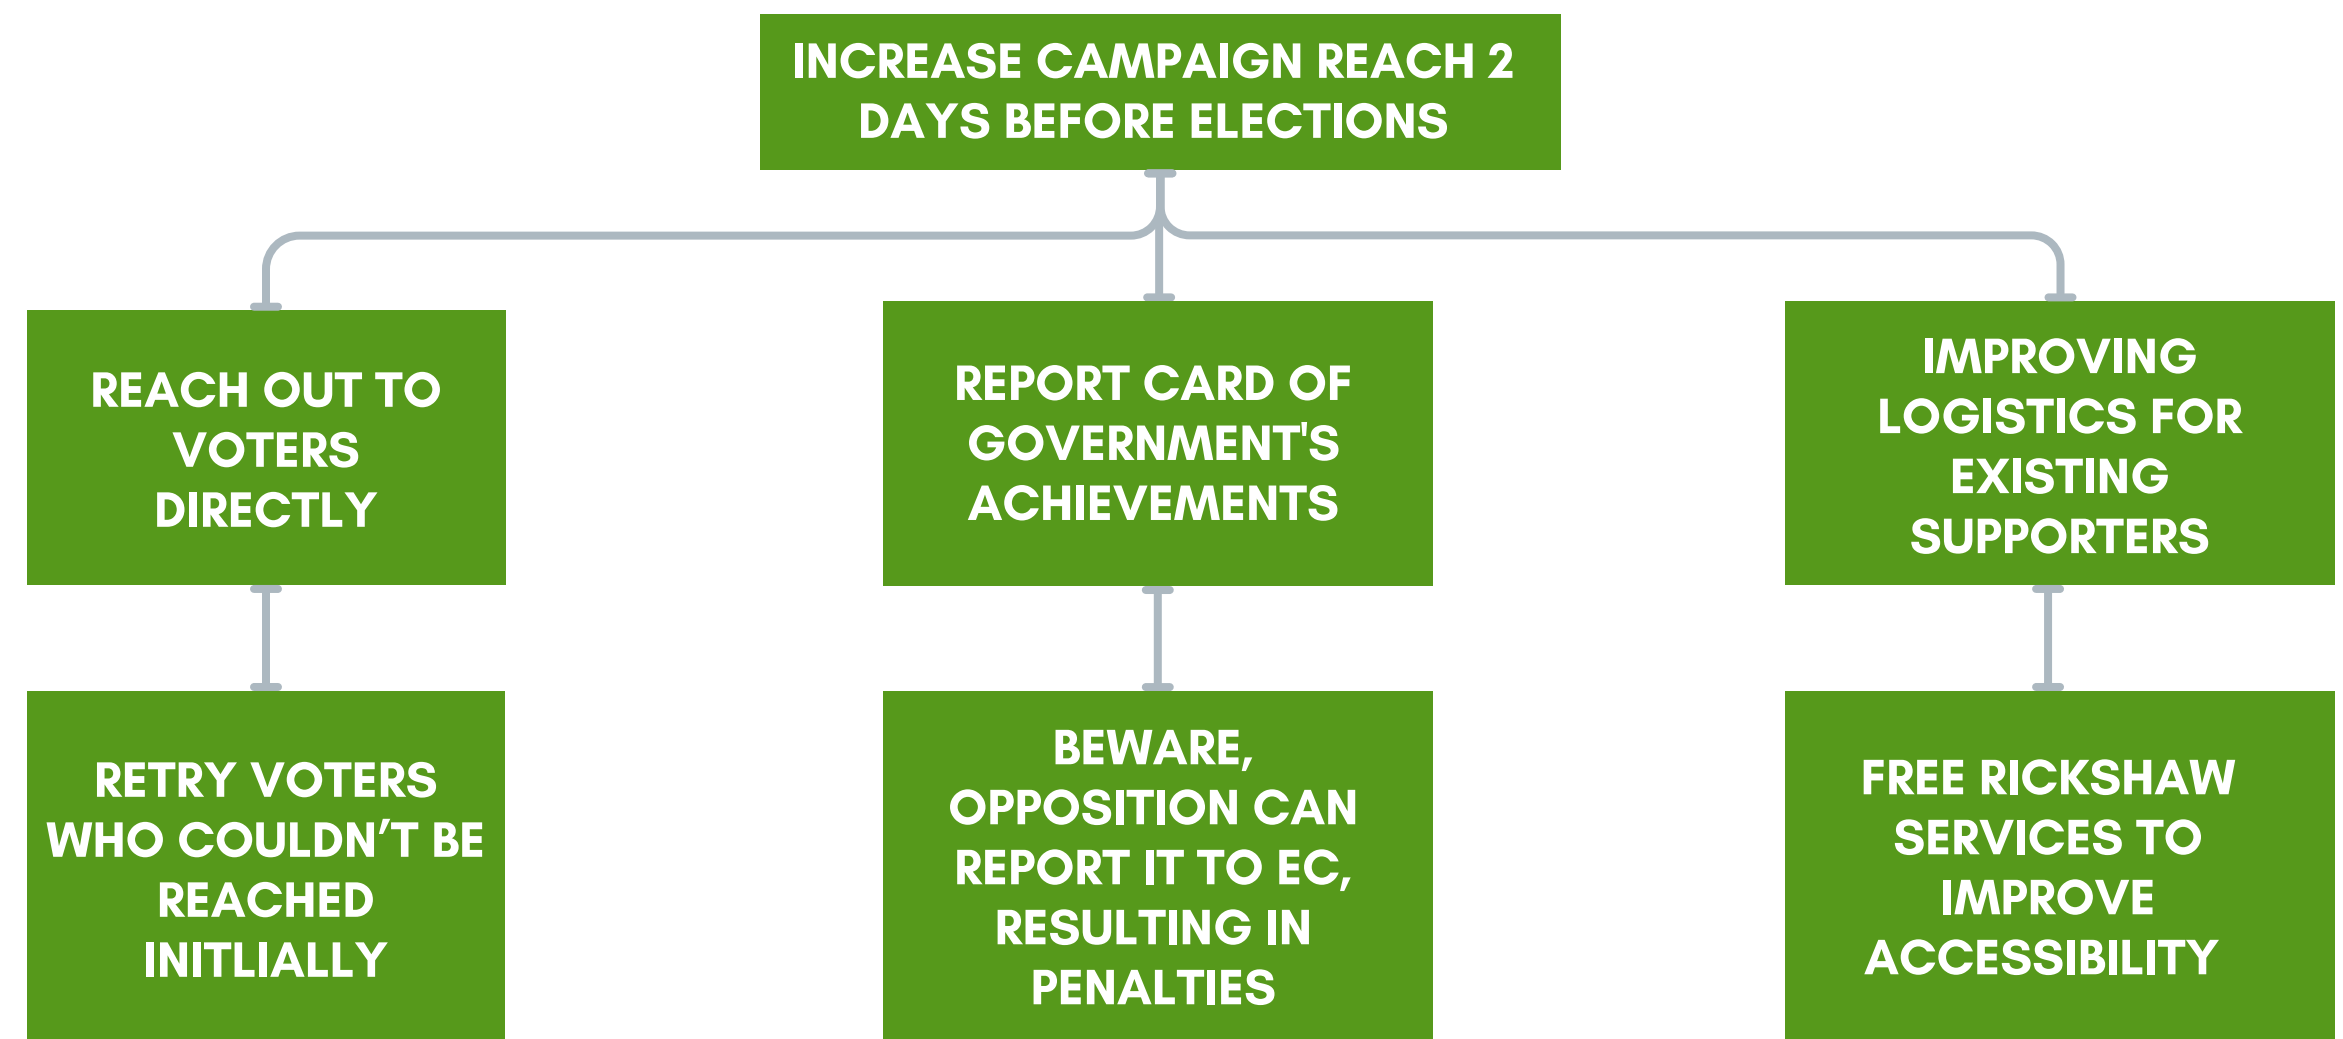 INCREASE CAMPAIGN REACH 2
DAYS BEFORE ELECTIONS
REACH OUT TO
VOTERS
DIRECTLY
REPORT CARD OF
GOVERNMENT'S
ACHIEVEMENTS
IMPROVING
LOGISTICS FOR
EXISTING
SUPPORTERS
RETRY VOTERS
WHO COULDN’T BE
REACHED
INITLIALLY
BEWARE,
OPPOSITION CAN
REPORT IT TO EC,
RESULTING IN
PENALTIES
FREE RICKSHAW
SERVICES TO
IMPROVE
ACCESSIBILITY